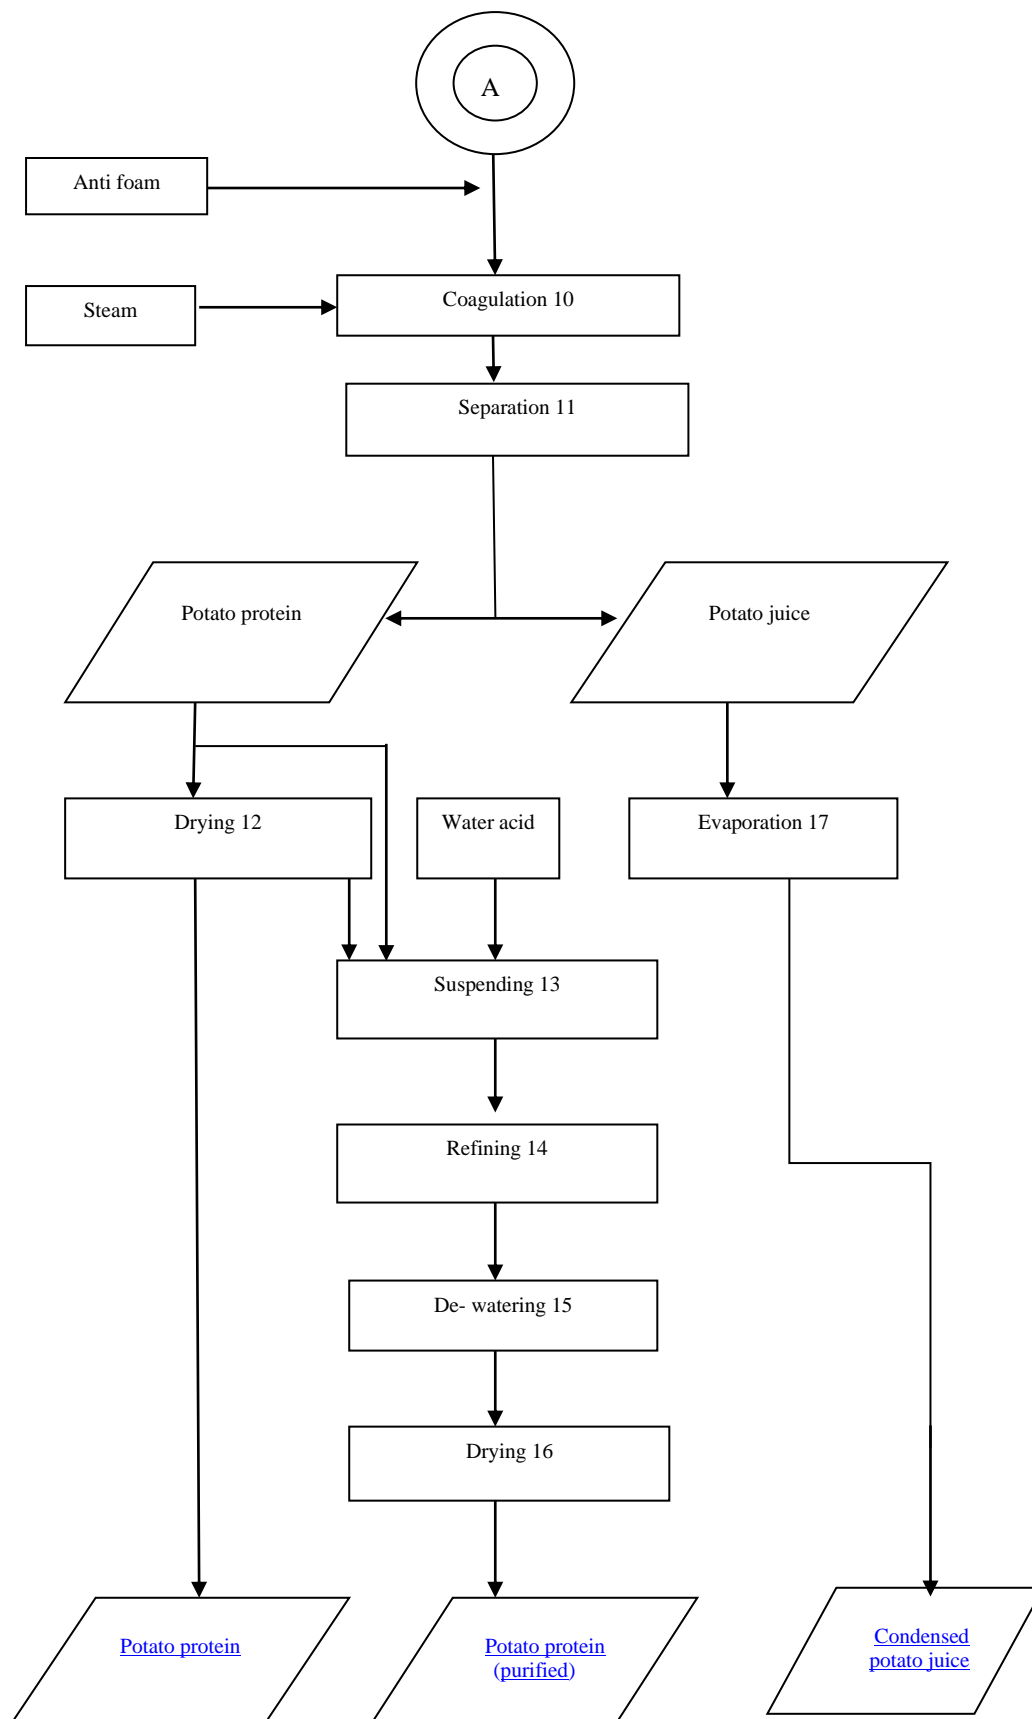 A
Anti foam
Steam
Coagulation 10
Separation 11
Potato protein
Potato juice
Drying 12
Water acid
Evaporation 17
Suspending 13
Refining 14
De- watering 15
Drying 16
Potato protein
Potato protein
(purified)
Condensed
potato juice